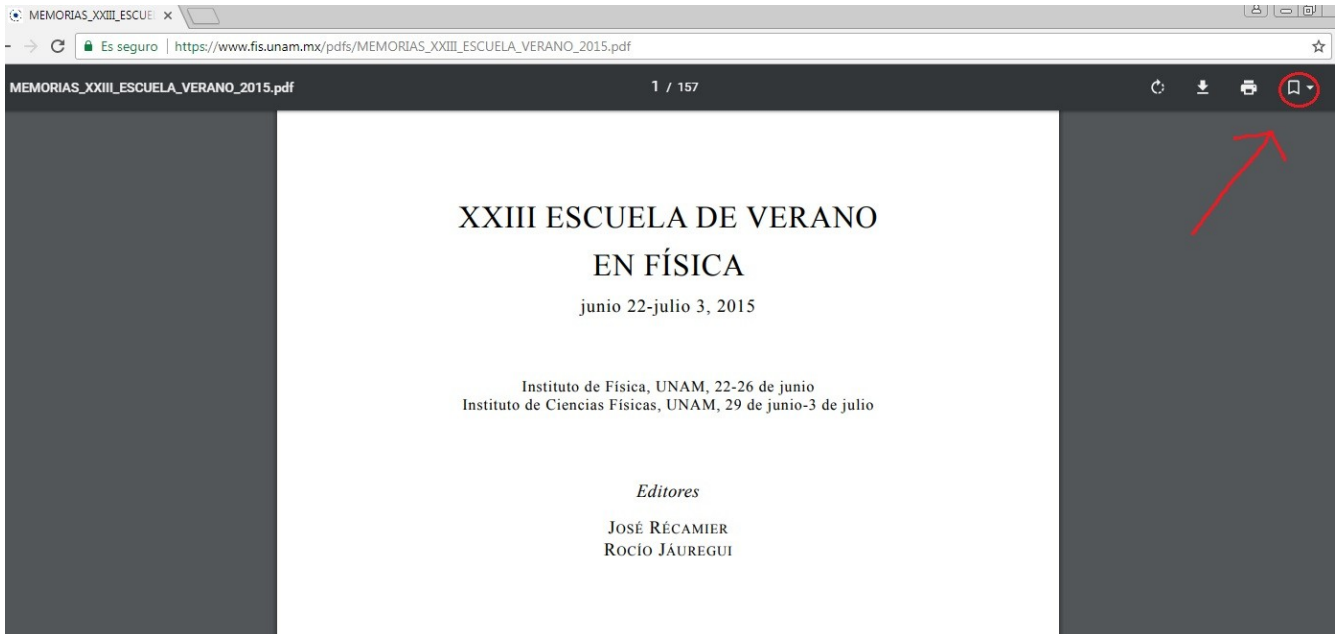 MEMORIAS_XXIII_ESCUE
Es seguro | https://www.fis.unam.mx/pdfs/MEMORIAS_XXIII_ESCUELA_VERANO_2015.pdf
MEMORIAS_XXIII_ESCUELA_VERANO_2015.pdf 1 / 157
XXIII ESCUELA DE VERANO
EN FÍSICA
junio 22-julio 3, 2015
Instituto de Física, UNAM, 22-26 de junio
Instituto de Ciencias Físicas, UNAM, 29 de junio-3 de julio
Editores
JOSÉ RÉCAMIER
ROCÍO JÁUREGUI